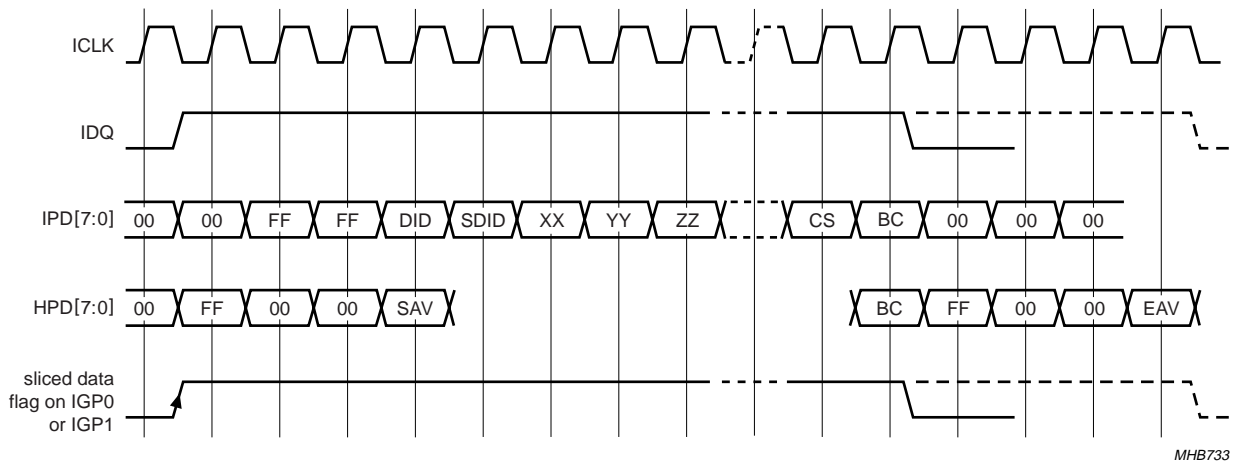 ICLK
IDQ
IPD[7:0] 00 00 FF FF DID SDID XX YY ZZ CS BC 00 00 00
HPD[7:0] 00 FF 00 00 SAV BC FF 00 00 EAV
sliced data
flag on IGP0
or IGP1
MHB733